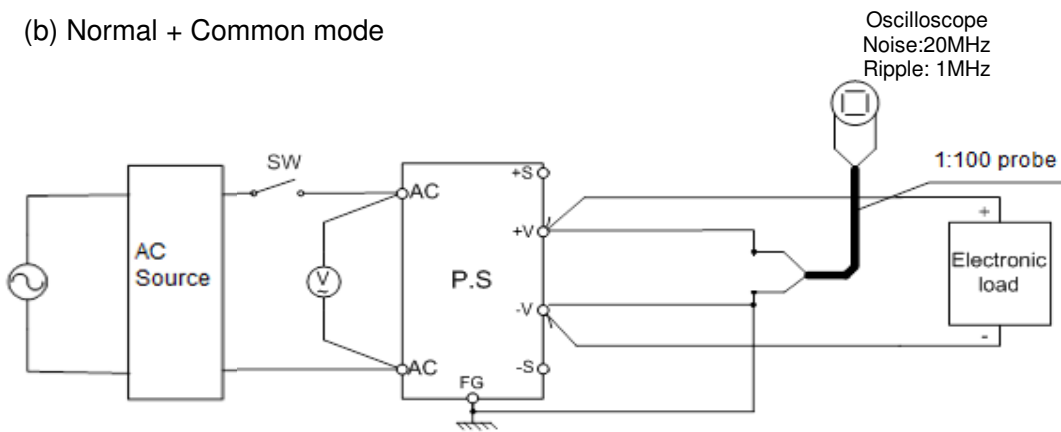 (b) Normal + Common mode
Oscilloscope
Noise:20MHz
Ripple: 1MHz
1:100 probe
SW
AC
Source
V
~
AC
AC
P.S
+S
+V
-V
-S
FG
+
Electronic
load
-